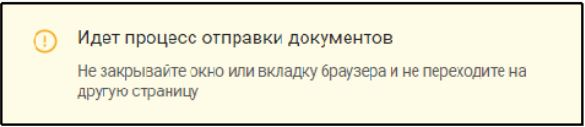 Идет процесс отправки документов
Не закрывайте окно или вкладку браузера и не переходите на
другую страницу